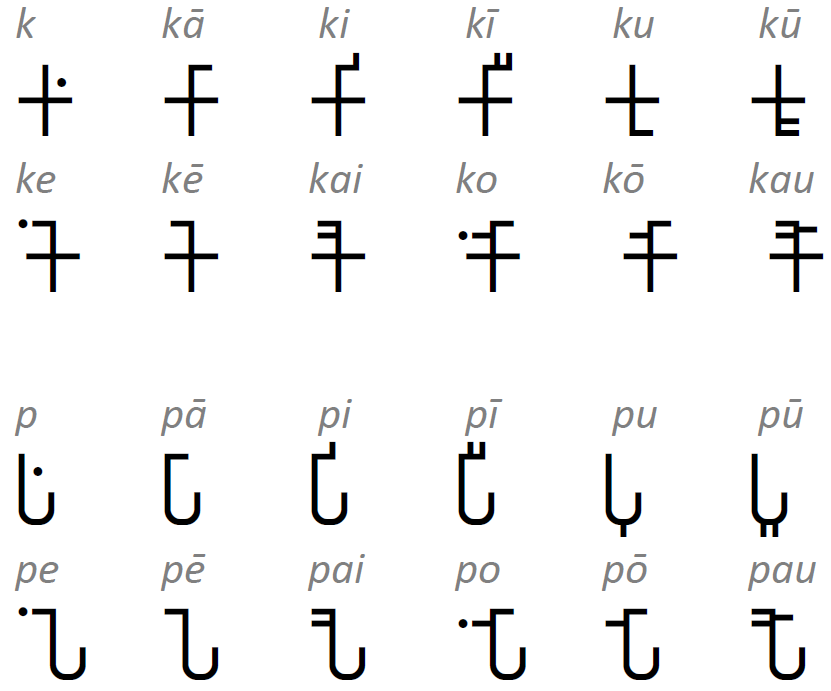 k kā ki kī ku kū
𑀓𑁰 𑀓𑀸 𑀓𑀺 𑀓𑀻 𑀓𑀼 𑀓𑀽
ke kē kai ko kō kau
𑀓𑁳 𑀓𑁂 𑀓𑁃 𑀓𑁴 𑀓𑁄 𑀓𑁅
p pā pi pī pu pū
𑀧𑁰 𑀧𑀸 𑀧𑀺 𑀧𑀻 𑀧𑀼 𑀧𑀽
pe pē pai po pō pau
𑀧𑁳 𑀧𑁂 𑀧𑁃 𑀧𑁴 𑀧𑁄 𑀧𑁅